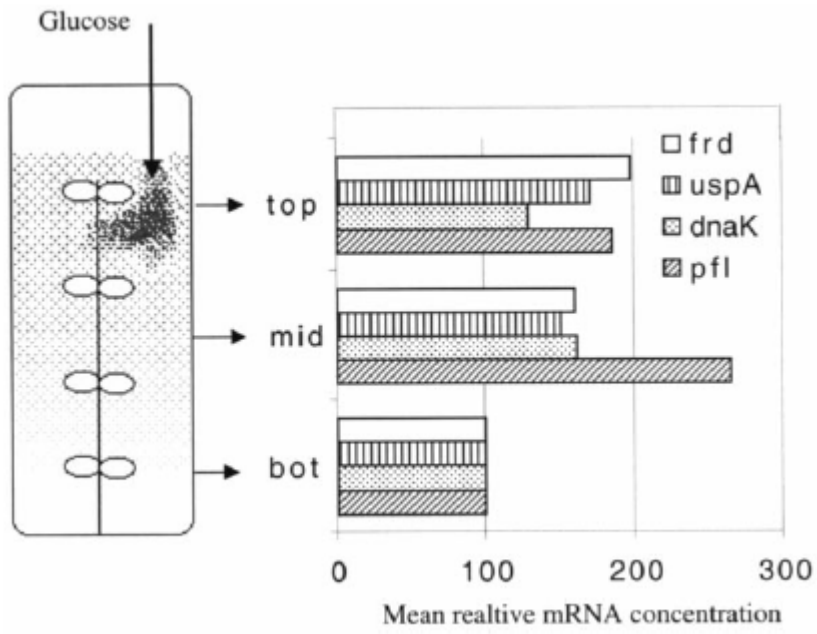 Glucose
top
mid
bot
frd
uspA
dnaK
pfl
0 100 200 300
Mean realtive mRNA concentration